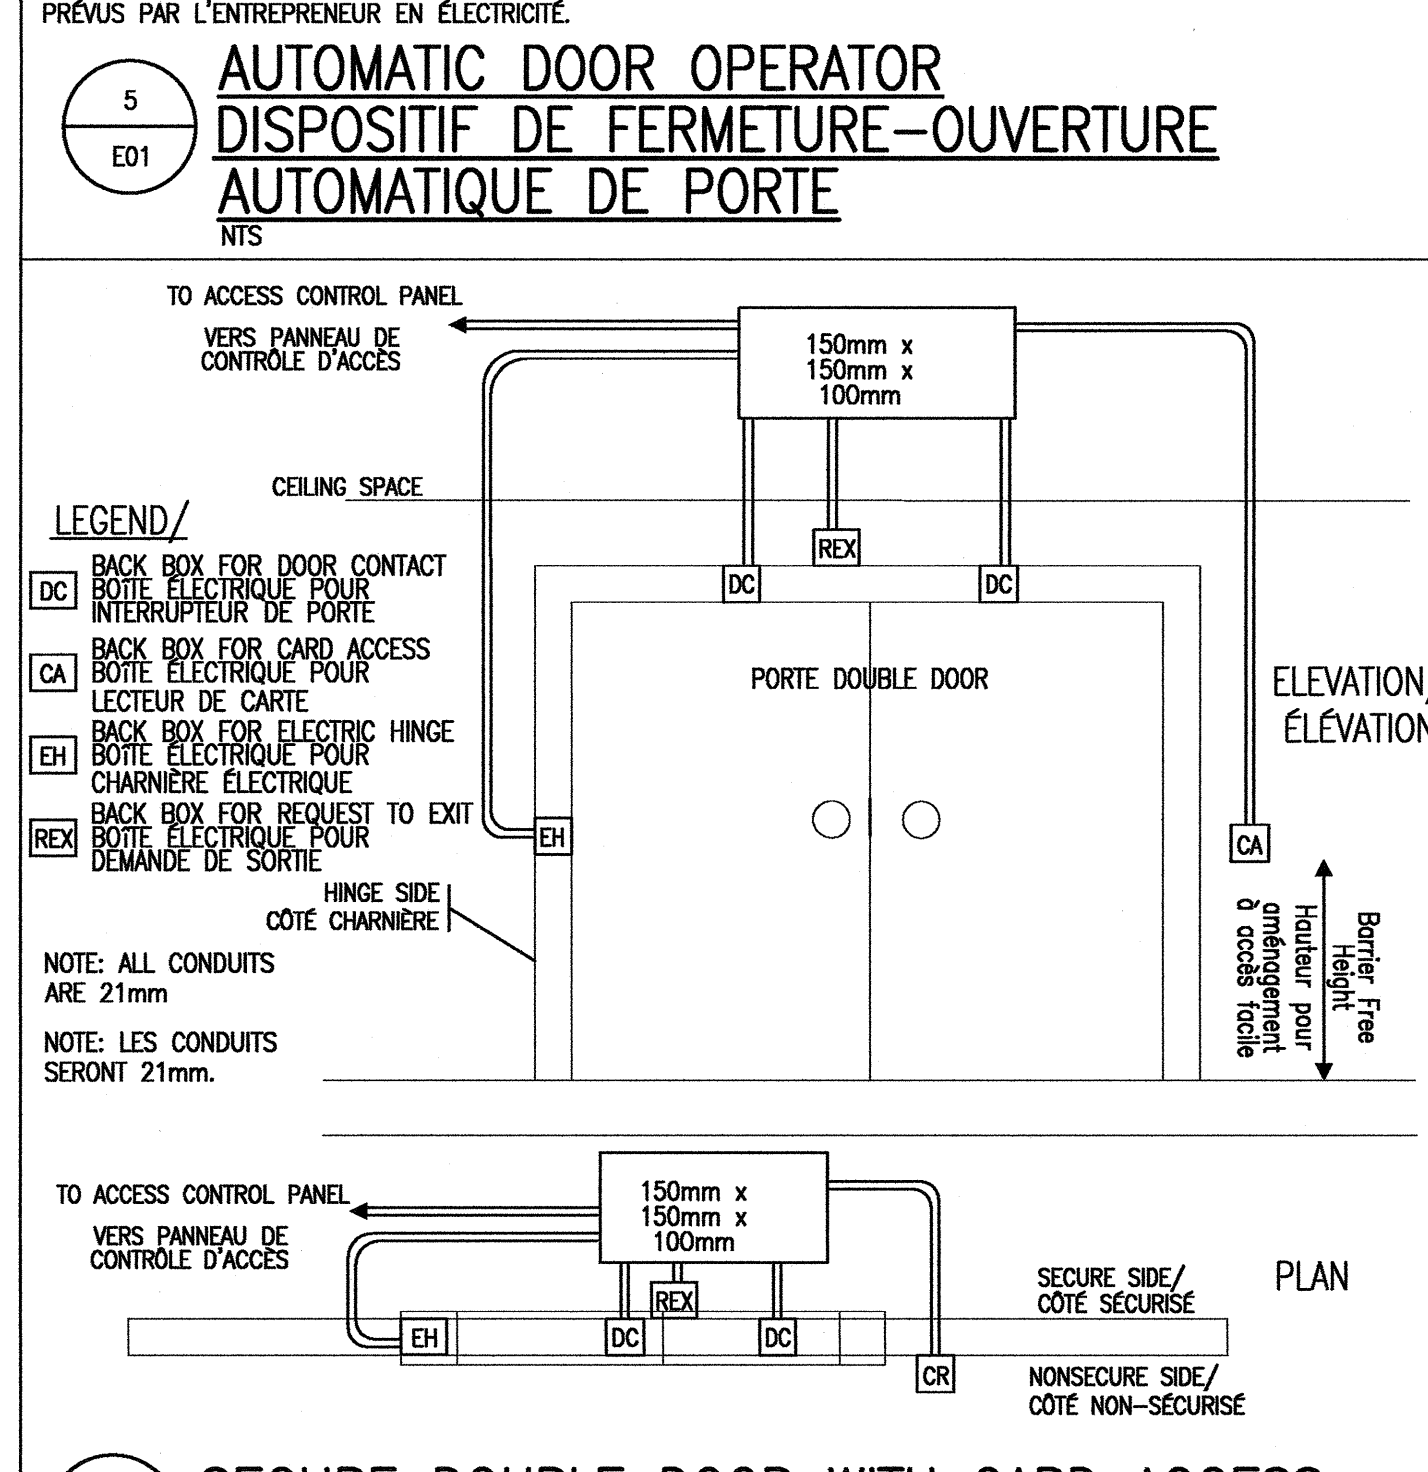 PRÉVUS PAR L'ENTREPRENEUR EN ÉLECTRICITÉ.
5
E01
AUTOMATIC DOOR OPERATOR
DISPOSITIF DE FERMETURE-OUVERTURE
AUTOMATIQUE DE PORTE
NTS
TO ACCESS CONTROL PANEL
VERS PANNEAU DE
CONTRÔLE D'ACCÈS
150mm x
150mm x
100mm
CEILING SPACE
LEGEND/
DC
BACK BOX FOR DOOR CONTACT
BOÎTE ÉLECTRIQUE POUR
INTERRUPTEUR DE PORTE
CA
BACK BOX FOR CARD ACCESS
BOÎTE ÉLECTRIQUE POUR
LECTEUR DE CARTE
EH
BACK BOX FOR ELECTRIC HINGE
BOÎTE ÉLECTRIQUE POUR
CHARNIÈRE ÉLECTRIQUE
REX
BACK BOX FOR REQUEST TO EXIT
BOÎTE ÉLECTRIQUE POUR
DEMANDE DE SORTIE
REX
DC
DC
PORTE DOUBLE DOOR
ELEVATION/
ÉLÉVATION
EH
CA
HINGE SIDE
CÔTÉ CHARNIÈRE
Barrier Free
Height
Hauteur pour
aménagement
à accès facile
NOTE: ALL CONDUITS
ARE 21mm
NOTE: LES CONDUITS
SERONT 21mm.
TO ACCESS CONTROL PANEL
VERS PANNEAU DE
CONTRÔLE D'ACCÈS
150mm x
150mm x
100mm
PLAN
SECURE SIDE/
CÔTÉ SÉCURISÉ
REX
EH
DC
DC
CR
NONSECURE SIDE/
CÔTÉ NON-SÉCURISÉ
SECURE DOUBLE DOOR WITH CARD ACCESS